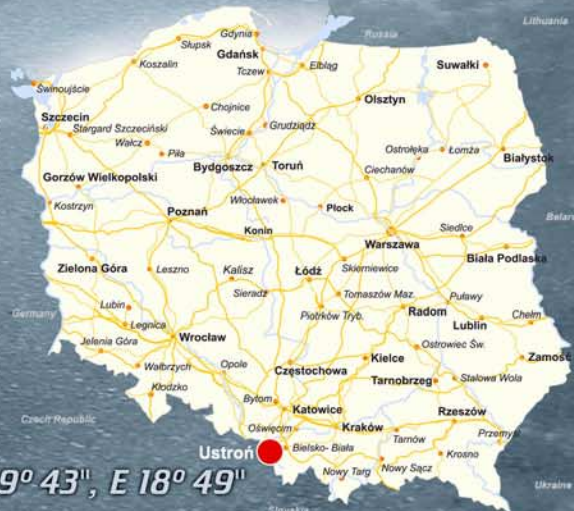 Lithuania
Russia
Gdynia
Słupsk
Gdańsk
Koszalin
Elbląg
Tczew
Suwałki
Świnoujście
Olsztyn
Chojnice
Szczecin
Grudziądz
Stargard Szczeciński
Świecie
Wałcz
Piła
Ostrołęka
Łomża
Białystok
Bydgoszcz
Toruń
Ciechanów
Gorzów Wielkopolski
Włocławek
Kostrzyn
Płock
Poznań
Belar
Konin
Siedlce
Warszawa
Biała Podlaska
Zielona Góra
Leszno
Kalisz
Łódź
Skierniewice
Sieradz
Tomaszów Maz.
Puławy
Lubin
Piotrków Tryb.
Radom
Germany
Lublin
Chełm
Legnica
Wrocław
Ostrowiec Św.
Jelenia Góra
Kielce
Zamość
Opole
Częstochowa
Wałbrzych
Tarnobrzeg
Stalowa Wola
Kłodzko
Bytom
Katowice
Rzeszów
Czech Republic
Oświęcim
Kraków
Przemyśl
Tarnów
Ustroń
Bielsko- Biała
Krosno
Nowy Sącz
Nowy Targ
9° 43", E 18° 49"
Ukraine
Slovakia